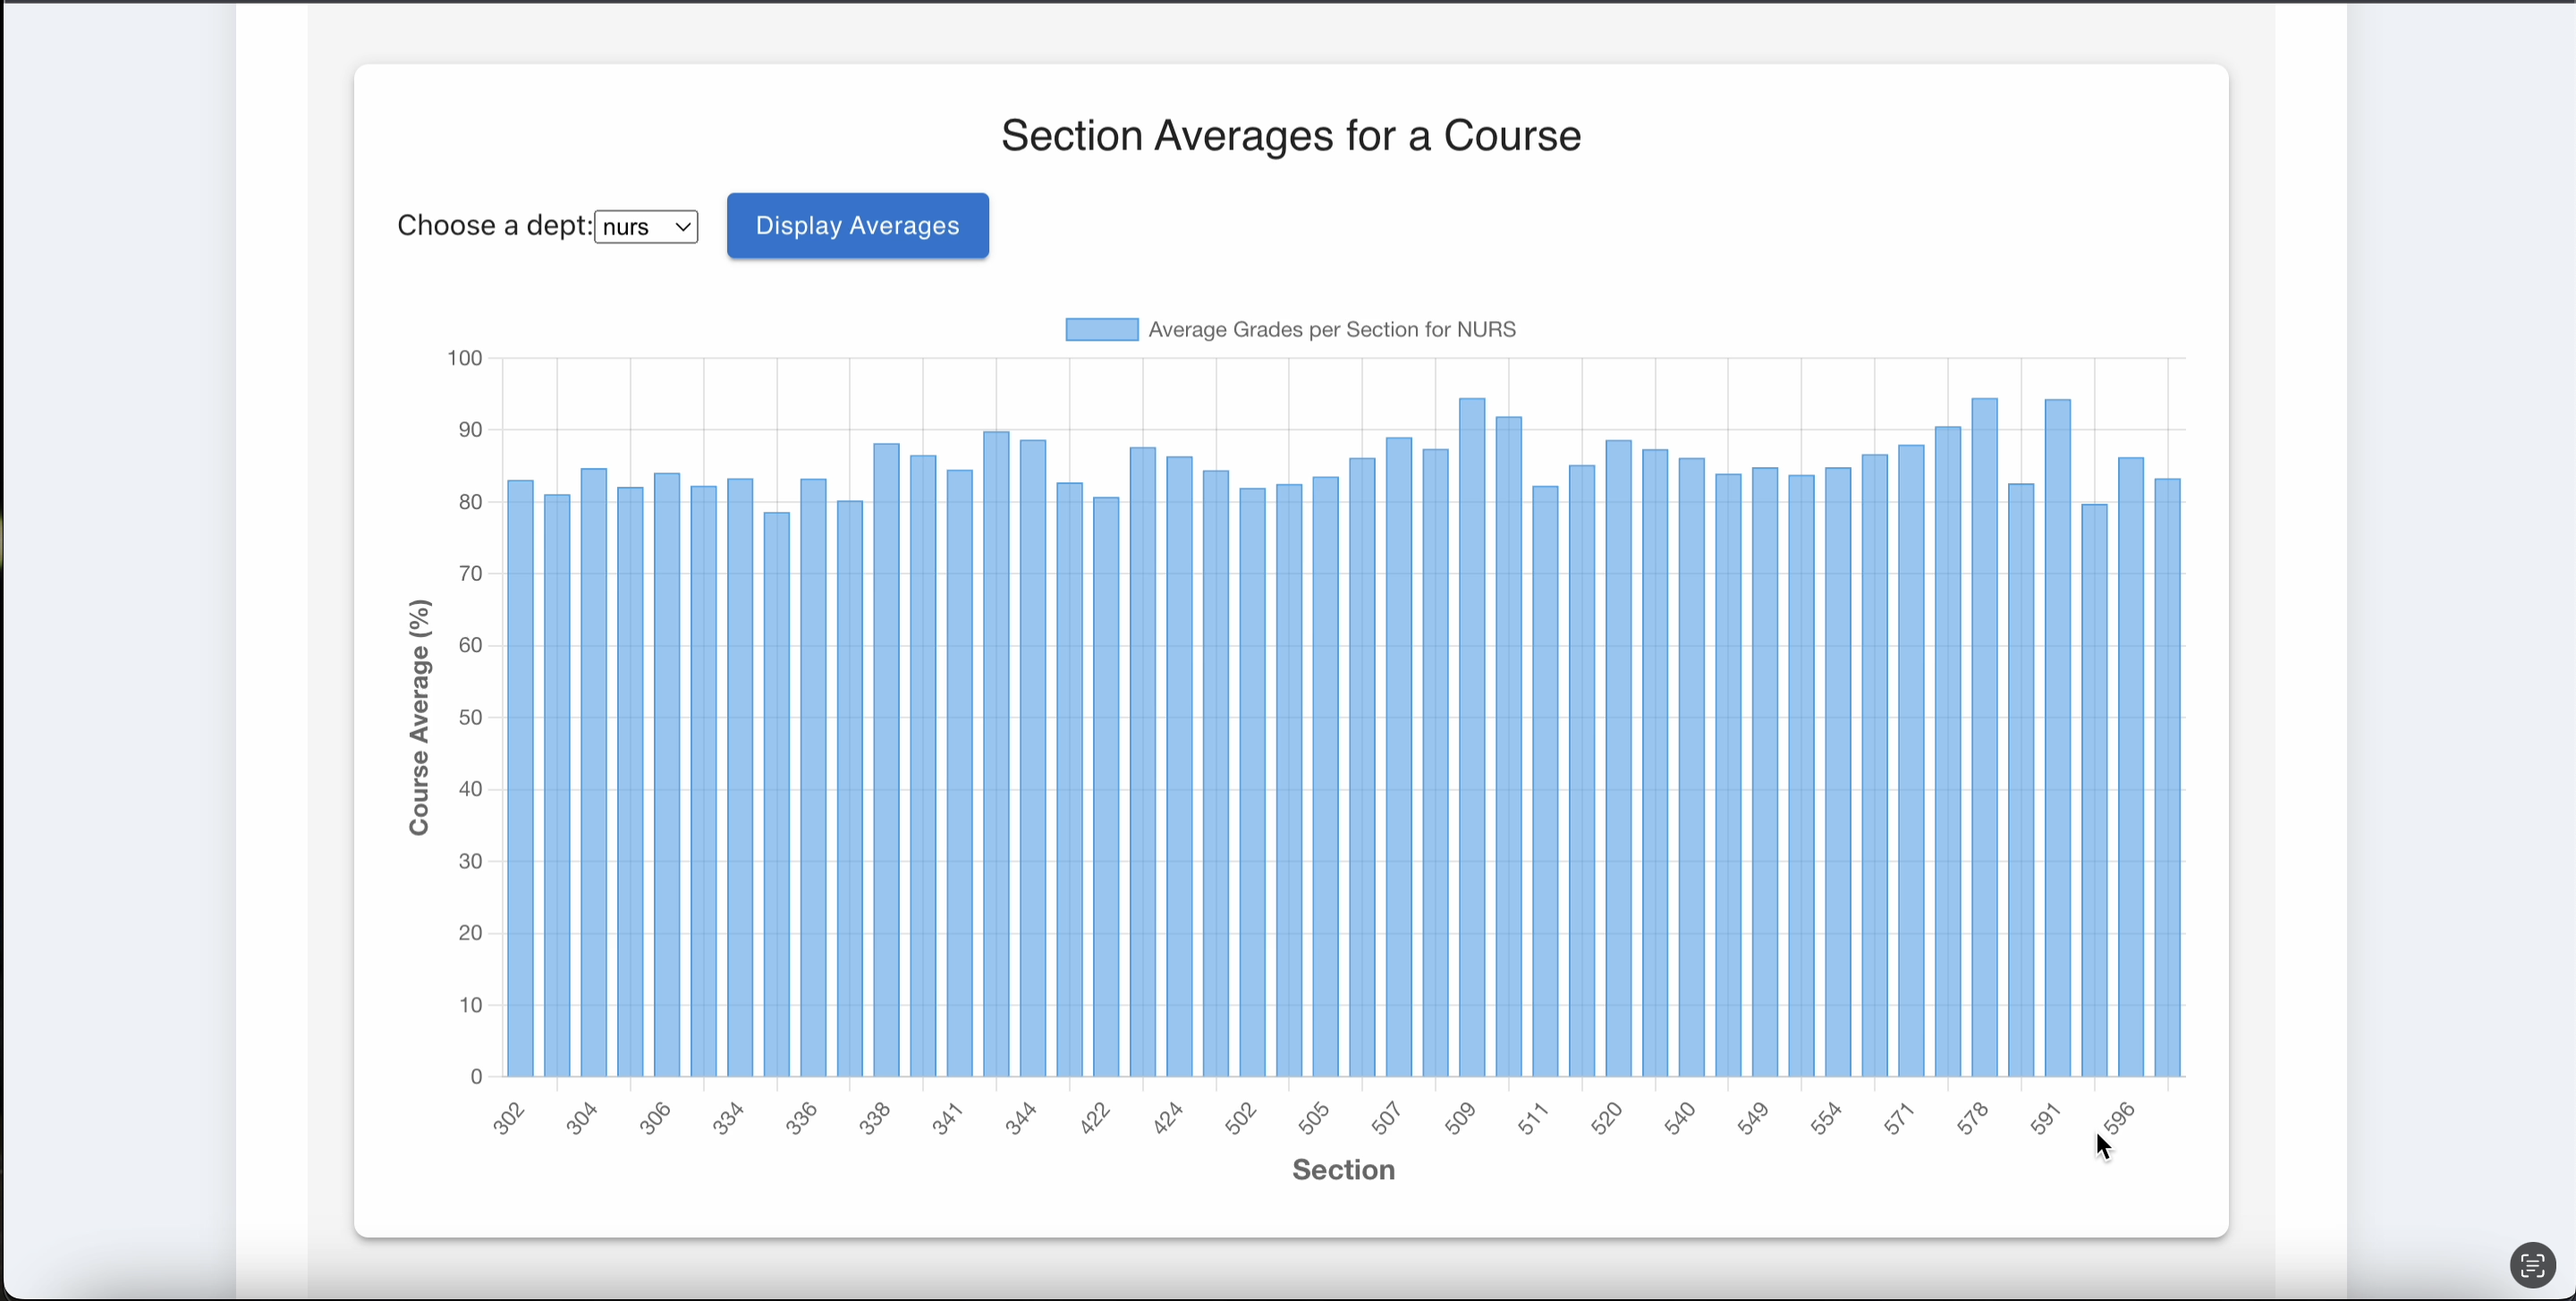 Section Averages for a Course
Choose a dept: nurs Display Averages
Average Grades per Section for NURS
100
90
80
70
60
50
40
30
20
10
0
Course Average (%)
302 304 306 334 336 338 341 344 422 424 502 505 507 509 511 520 540 549 554 571 578 591 596
Section